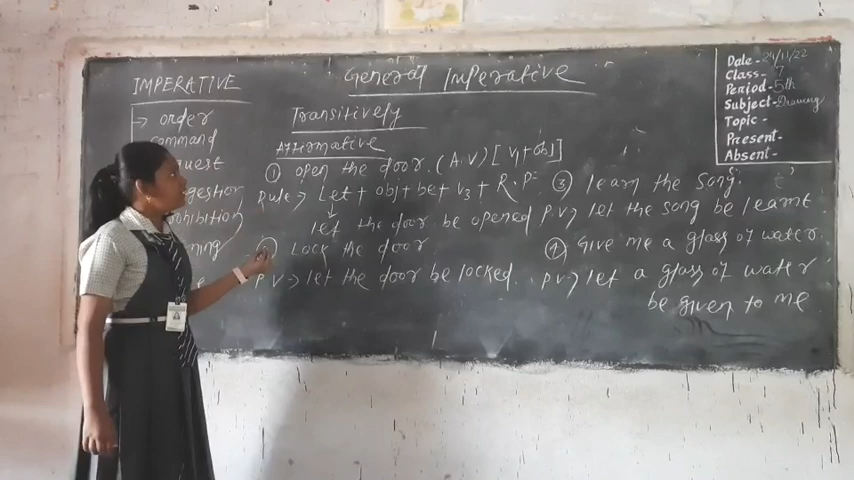 IMPERATIVE
→ order
command
General Imperative
Transitively
Affirmative
① open the door. (A.V) [V1+obj]
Rule → Let + obj + be + v3 + R.P.
let the door be opened
Lock the door
P.V → let the door be locked.
③ learn the song.
P.V → let the song be learnt
④ Give me a glass of water.
P.V → let a glass of water
be given to me
Date - 24/11/22
Class - 7
Period - 5th
Subject - Drawing
Topic -
Present -
Absent -